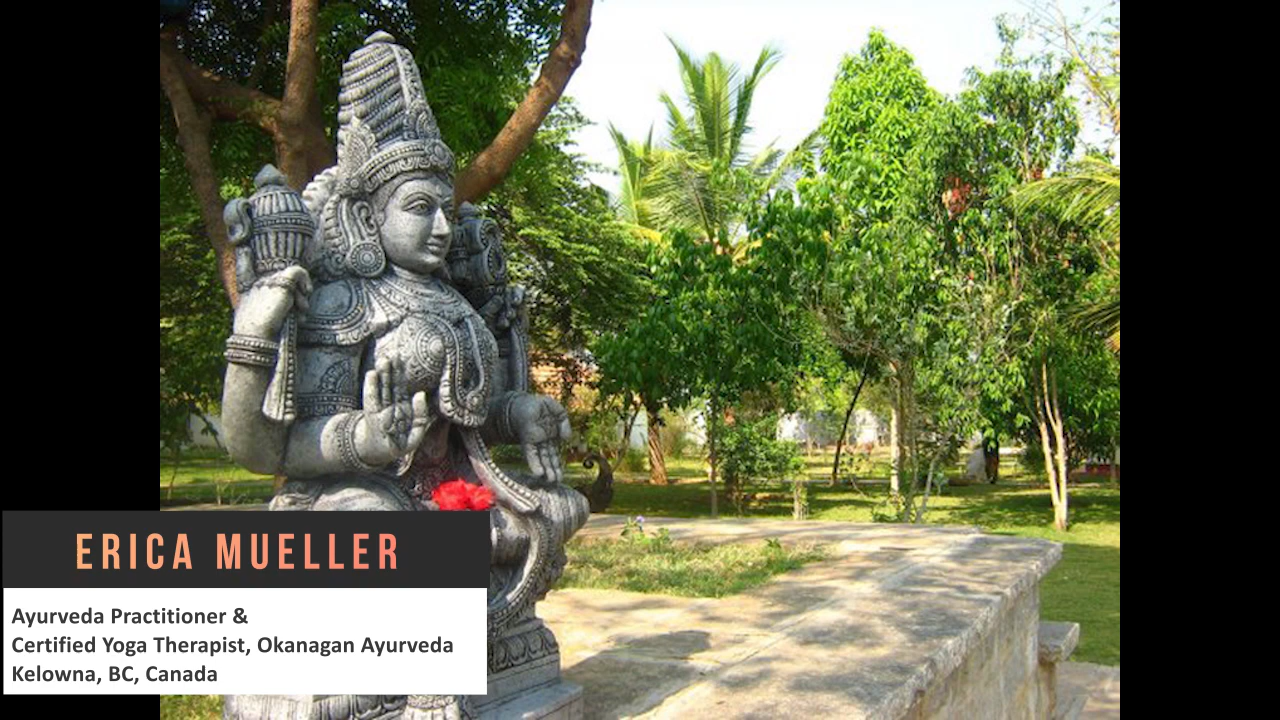 ERICA MUELLER
Ayurveda Practitioner &
Certified Yoga Therapist, Okanagan Ayurveda
Kelowna, BC, Canada